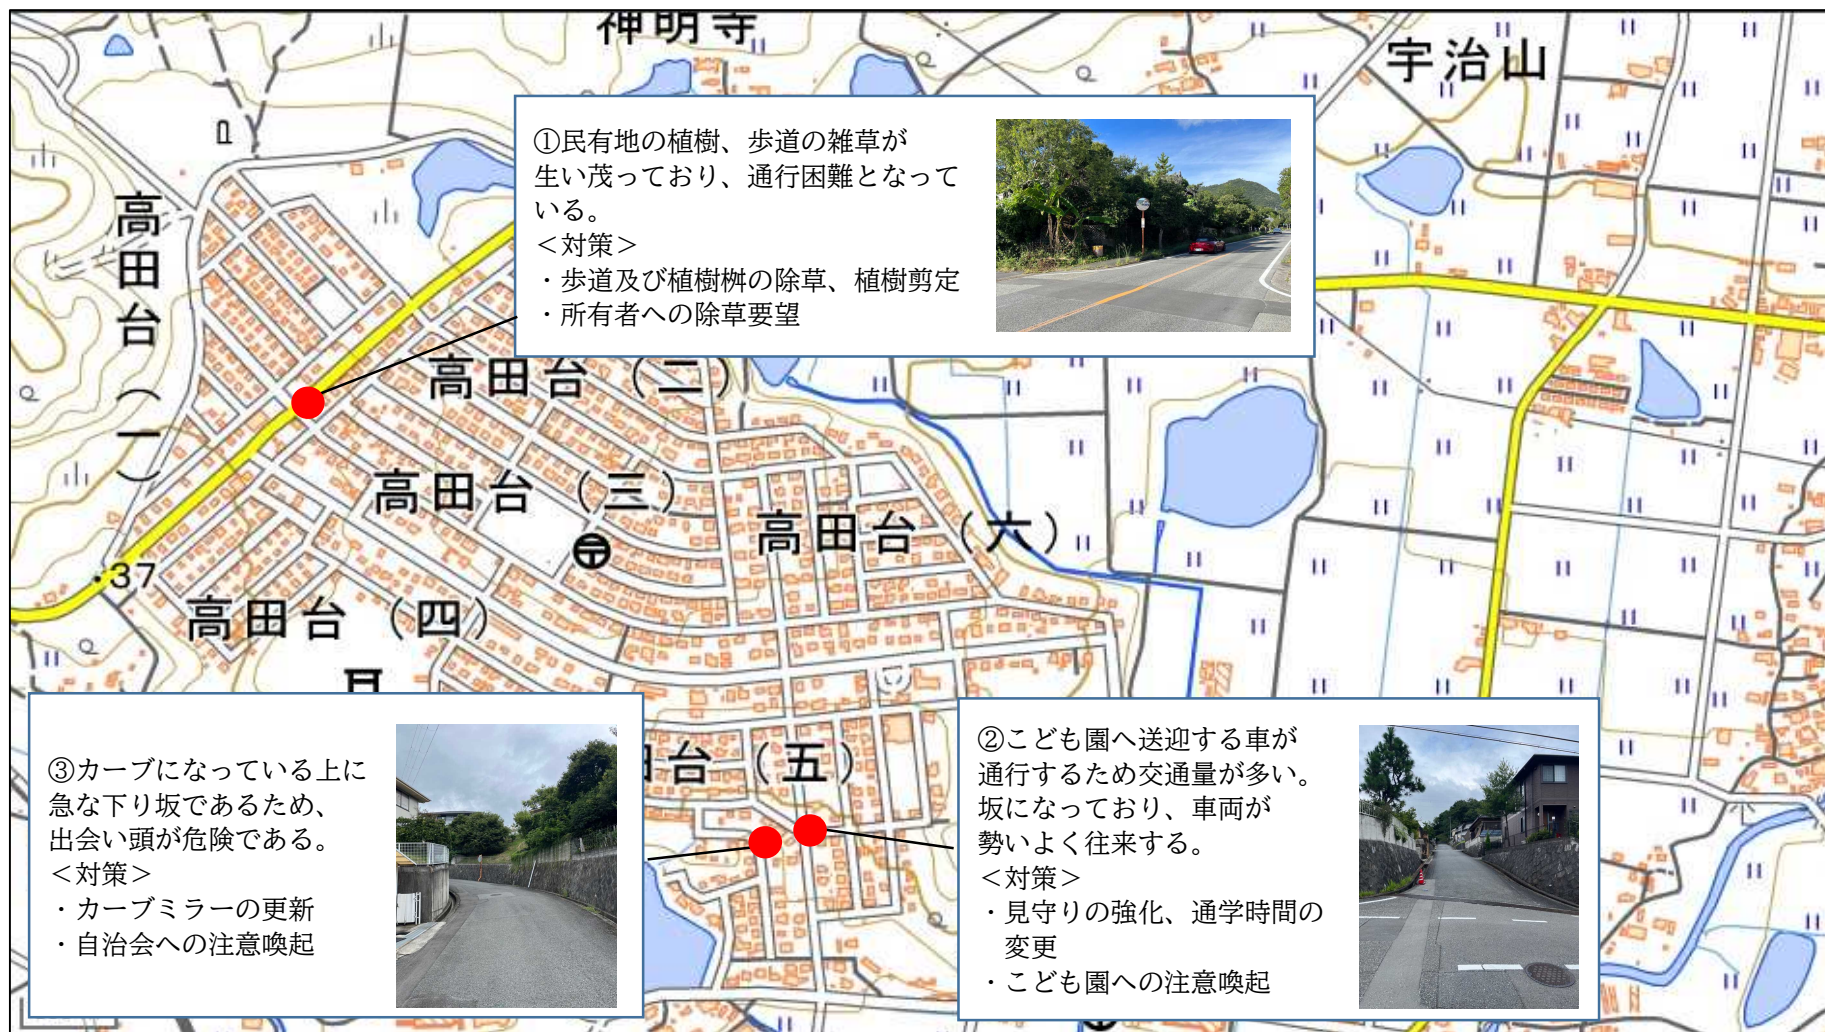 神明寺
宇治山
①民有地の植樹、歩道の雑草が
生い茂っており、通行困難となって
いる。
＜対策＞
・歩道及び植樹桝の除草、植樹剪定
・所有者への除草要望
高田台（一）
高田台（二）
高田台（三）
高田台（六）
・37
高田台（四）
台（五）
③カーブになっている上に
急な下り坂であるため、
出会い頭が危険である。
＜対策＞
・カーブミラーの更新
・自治会への注意喚起
②こども園へ送迎する車が
通行するため交通量が多い。
坂になっており、車両が
勢いよく往来する。
＜対策＞
・見守りの強化、通学時間の
変更
・こども園への注意喚起